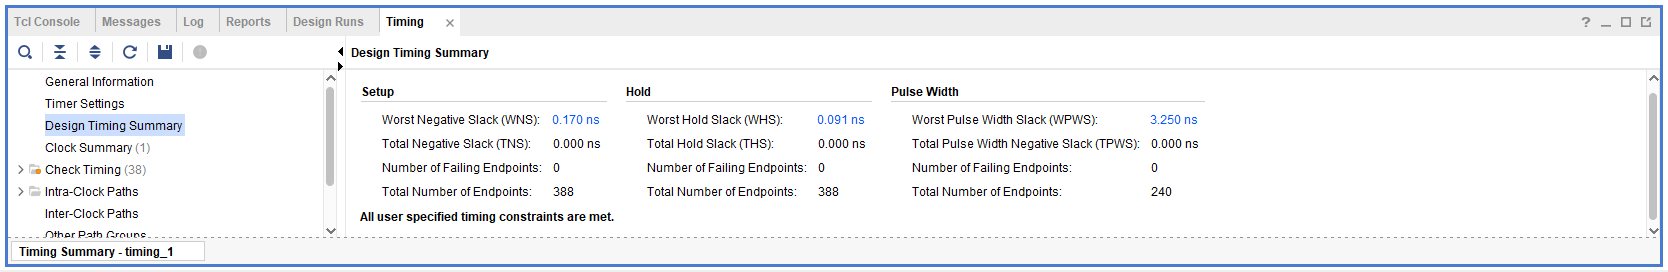 Tcl Console Messages Log Reports Design Runs Timing ×
? 
Design Timing Summary
General Information
Timer Settings
Design Timing Summary
Clock Summary (1)
Check Timing (38)
Intra-Clock Paths
Inter-Clock Paths
Other Path Groups
Setup Hold Pulse Width
Worst Negative Slack (WNS): 0.170 ns Worst Hold Slack (WHS): 0.091 ns Worst Pulse Width Slack (WPWS): 3.250 ns
Total Negative Slack (TNS): 0.000 ns Total Hold Slack (THS): 0.000 ns Total Pulse Width Negative Slack (TPWS): 0.000 ns
Number of Failing Endpoints: 0 Number of Failing Endpoints: 0 Number of Failing Endpoints: 0
Total Number of Endpoints: 388 Total Number of Endpoints: 388 Total Number of Endpoints: 240
All user specified timing constraints are met.
Timing Summary - timing_1